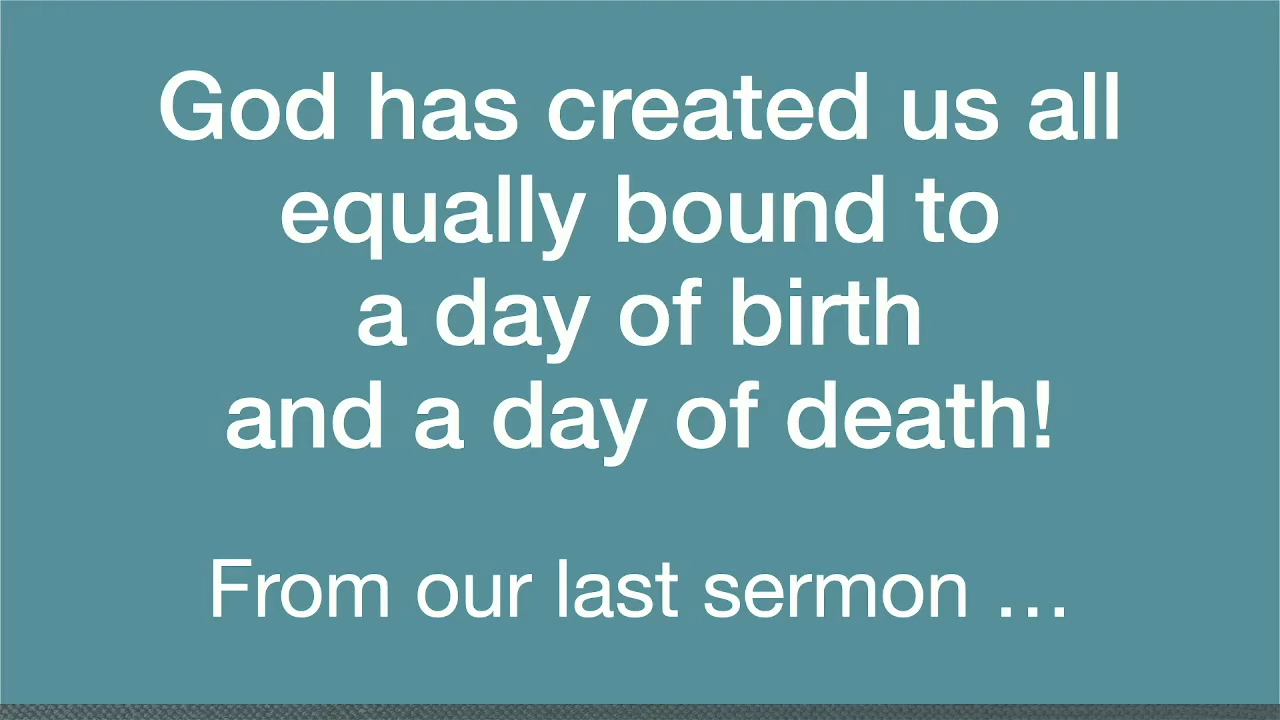 God has created us all
equally bound to
a day of birth
and a day of death!
From our last sermon …